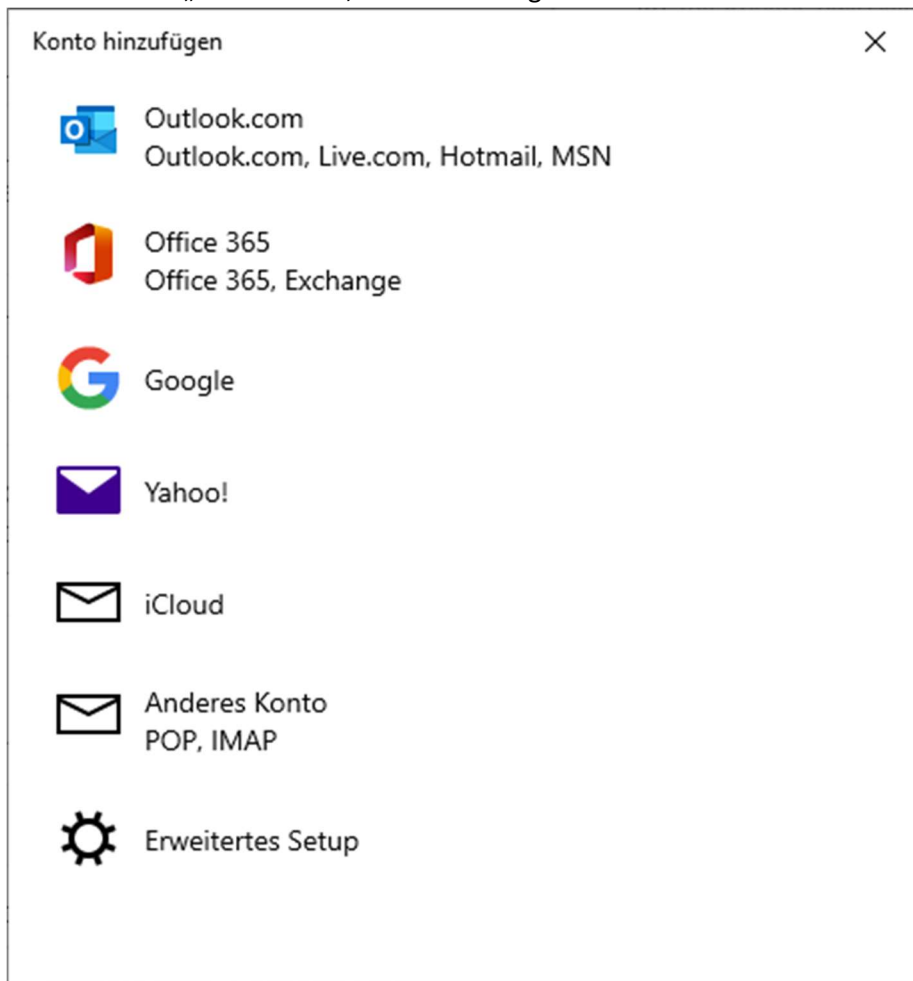 Konto hinzufügen
Outlook.com
Outlook.com, Live.com, Hotmail, MSN
Office 365
Office 365, Exchange
Google
Yahoo!
iCloud
Anderes Konto
POP, IMAP
Erweitertes Setup